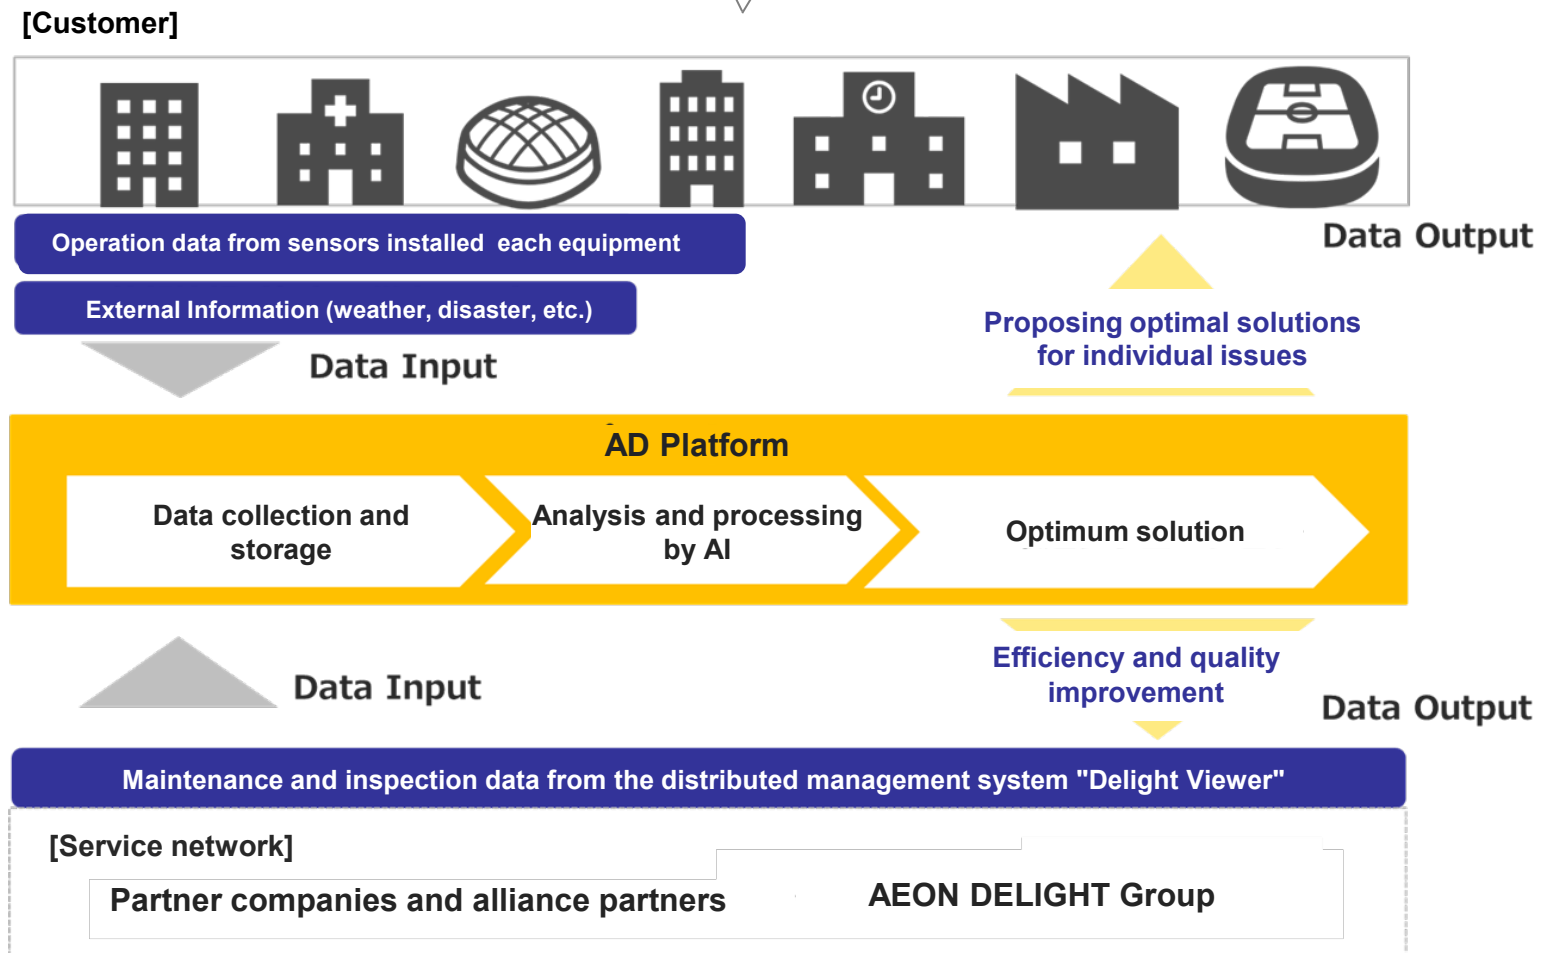 [Customer]
Operation data from sensors installed each equipment
Data Output
External Information (weather, disaster, etc.)
Proposing optimal solutions
for individual issues
Data Input
AD Platform
Data collection and
storage
Analysis and processing
by AI
Optimum solution
Efficiency and quality
improvement
Data Input
Data Output
Maintenance and inspection data from the distributed management system "Delight Viewer"
[Service network]
Partner companies and alliance partners
AEON DELIGHT Group